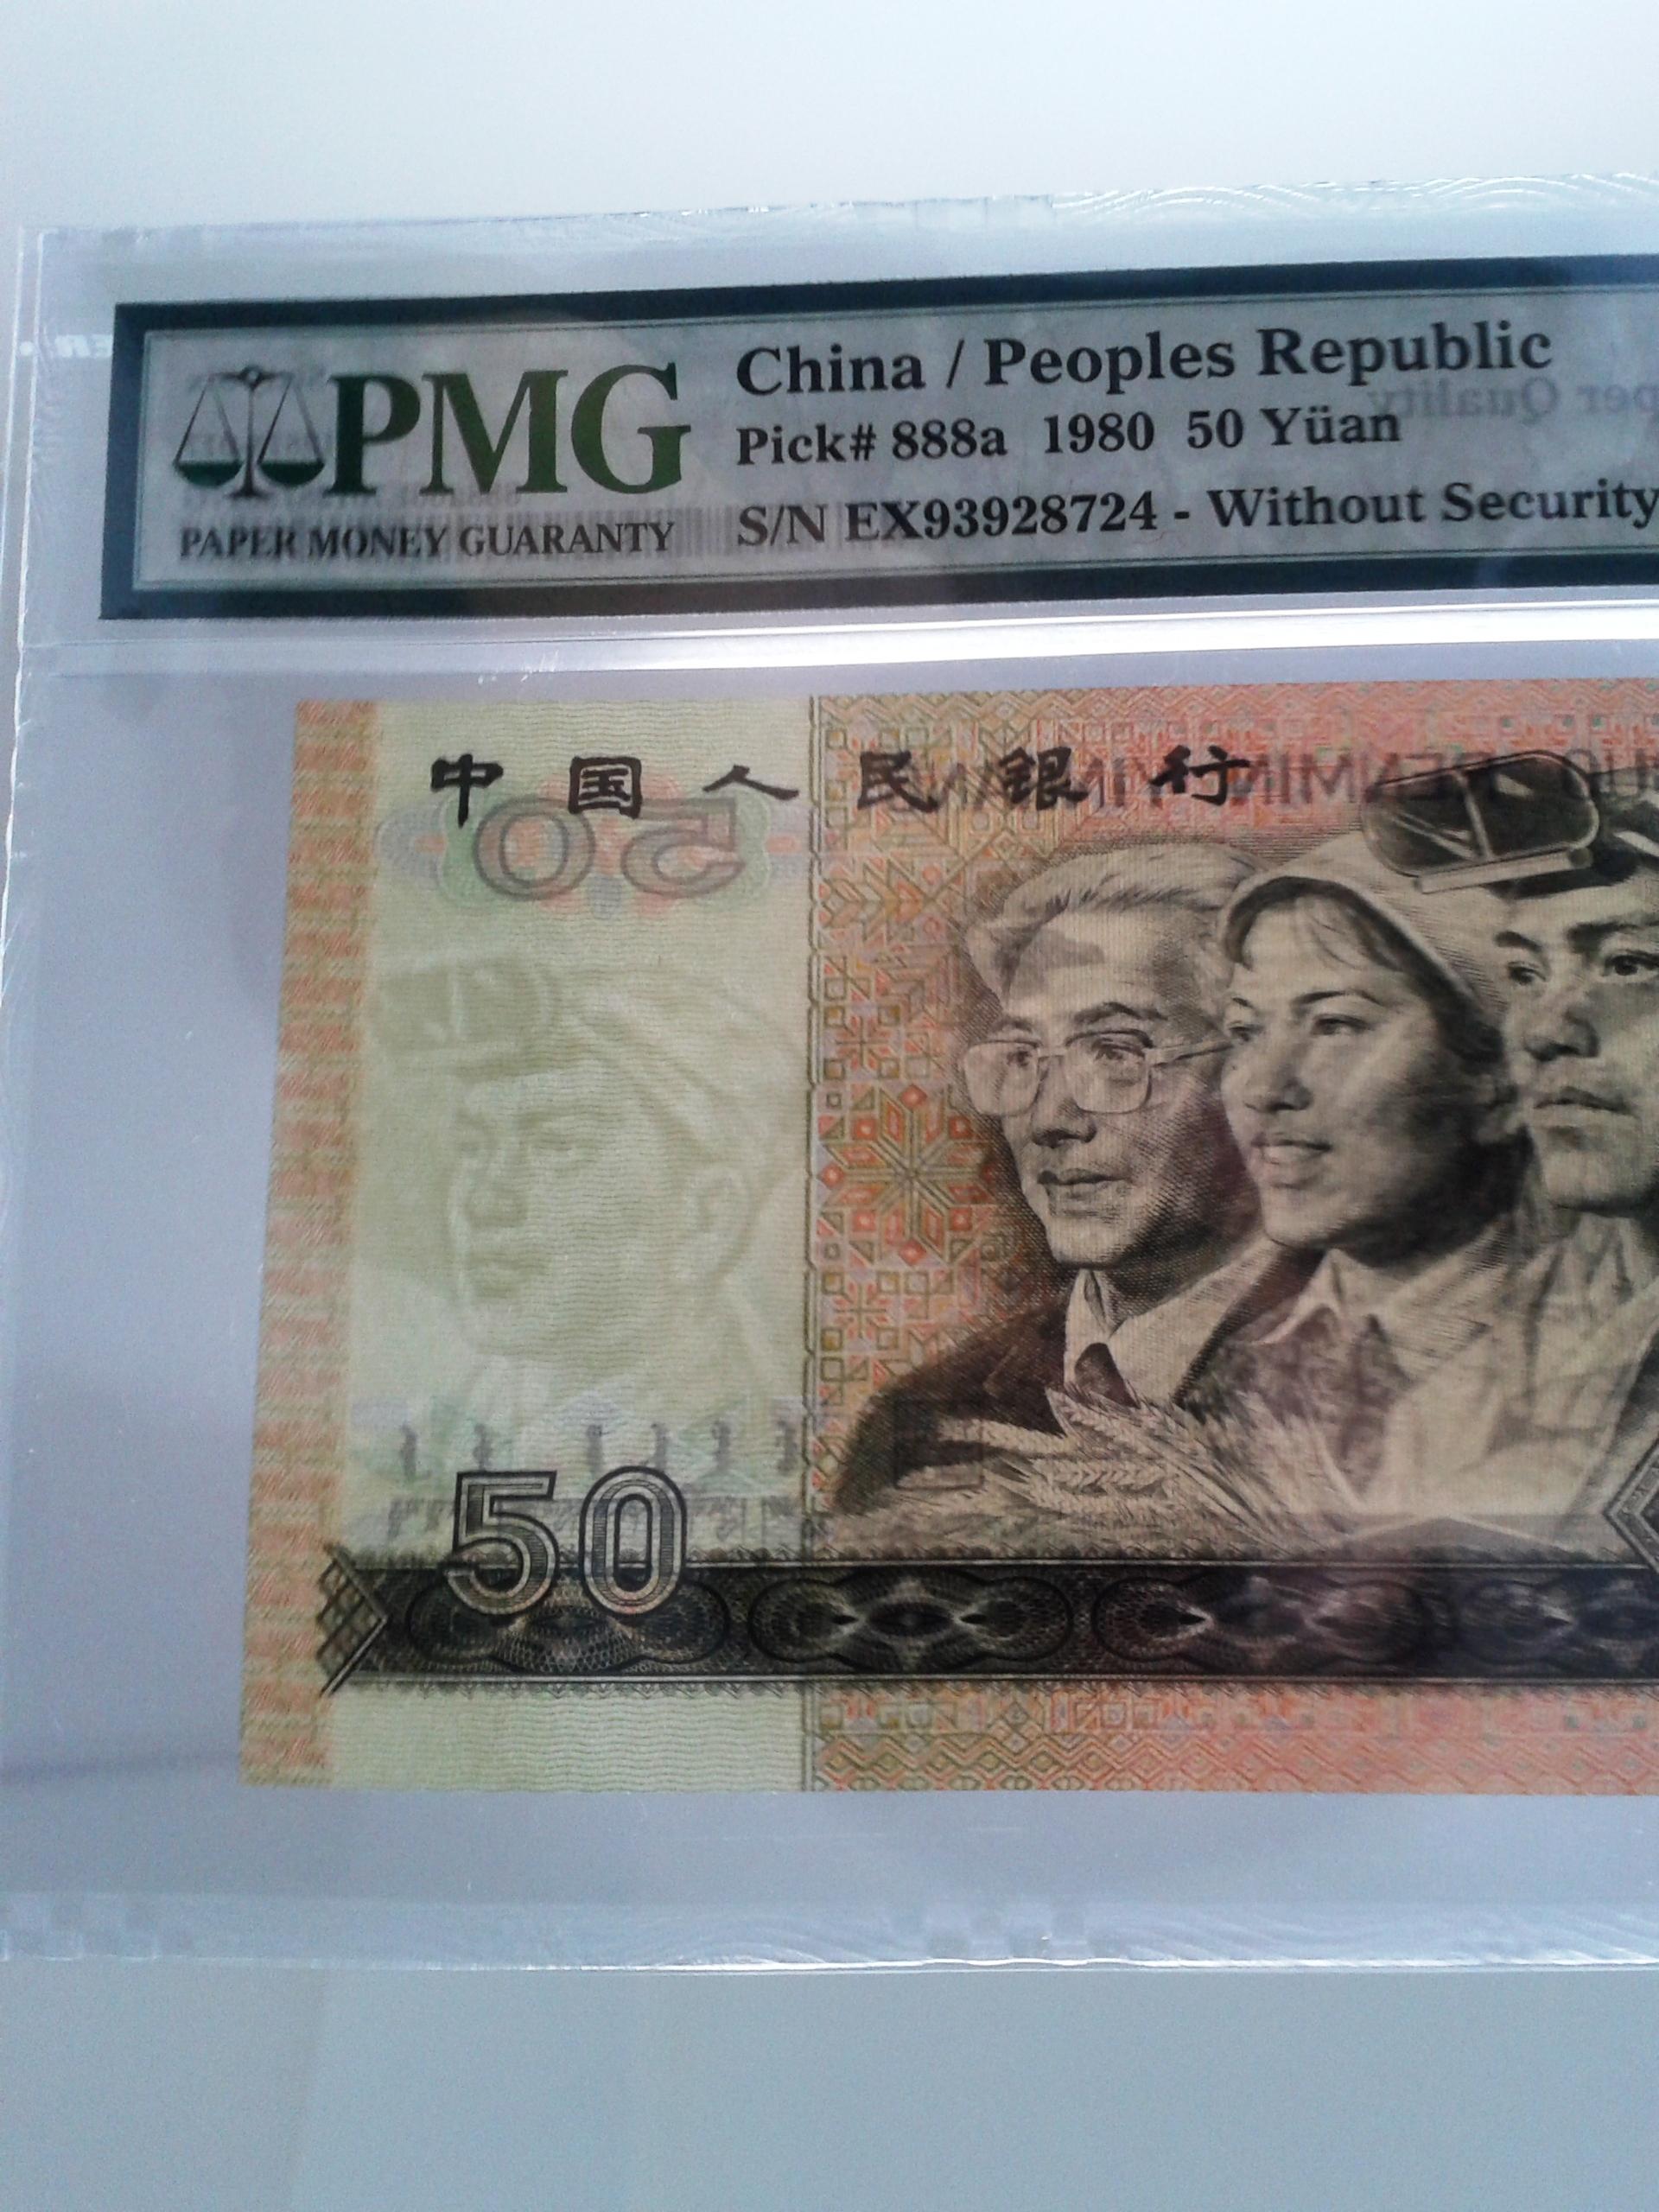 PMG
PAPER MONEY GUARANTY
China / Peoples Republic
Pick# 888a 1980 50 Yüan
S/N EX93928724 - Without Security
中国人民银行
50
50